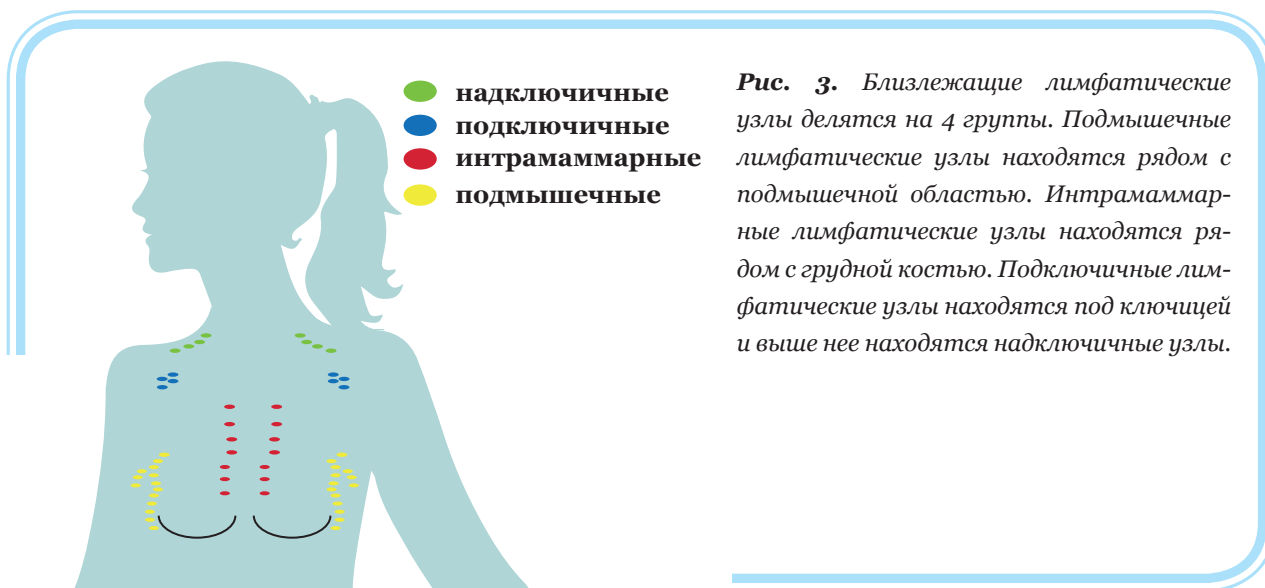 надключичные
подключичные
интрамаммарные
подмышечные
Рис. 3. Близлежащие лимфатические
узлы делятся на 4 группы. Подмышечные
лимфатические узлы находятся рядом с
подмышечной областью. Интрамаммар-
ные лимфатические узлы находятся ря-
дом с грудной костью. Подключичные лим-
фатические узлы находятся под ключицей
и выше нее находятся надключичные узлы.